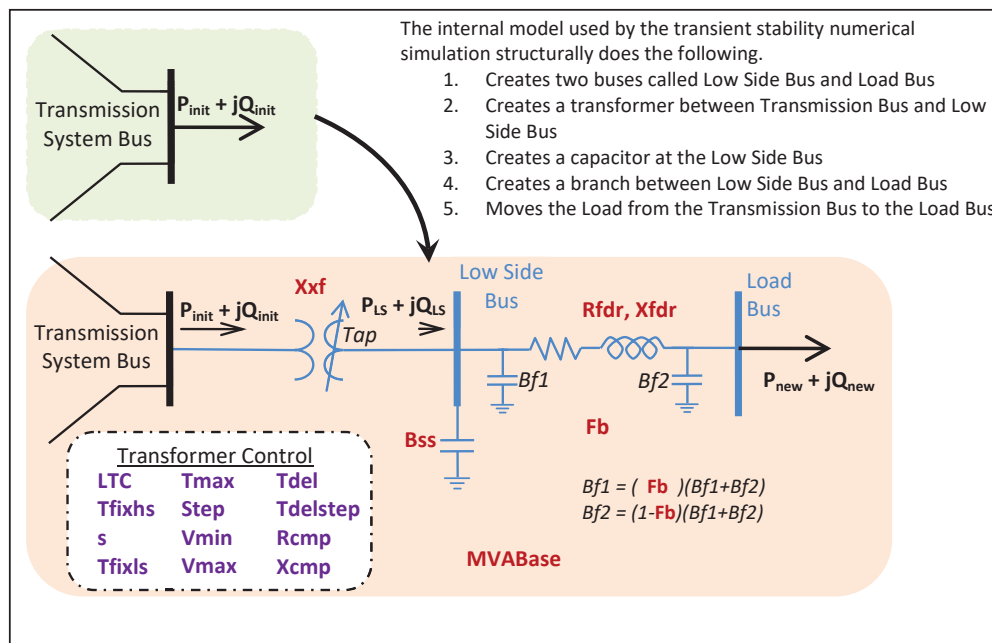 The internal model used by the transient stability numerical
simulation structurally does the following.
1. Creates two buses called Low Side Bus and Load Bus
2. Creates a transformer between Transmission Bus and Low
Side Bus
3. Creates a capacitor at the Low Side Bus
4. Creates a branch between Low Side Bus and Load Bus
5. Moves the Load from the Transmission Bus to the Load Bus
Transmission
System Bus
Pinit + jQinit
Transmission
System Bus
Pinit + jQinit
Xxf
Tap
PLS + jQLS
Low Side
Bus
Rfdr, Xfdr
Load
Bus
Bf1
Bf2
Pnew + jQnew
Bss
Fb
Bf1 = ( Fb )(Bf1+Bf2)
Bf2 = (1-Fb)(Bf1+Bf2)
MVABase
Transformer Control
LTC Tmax Tdel
Tfixhs Step Tdelstep
s Vmin Rcmp
Tfixls Vmax Xcmp